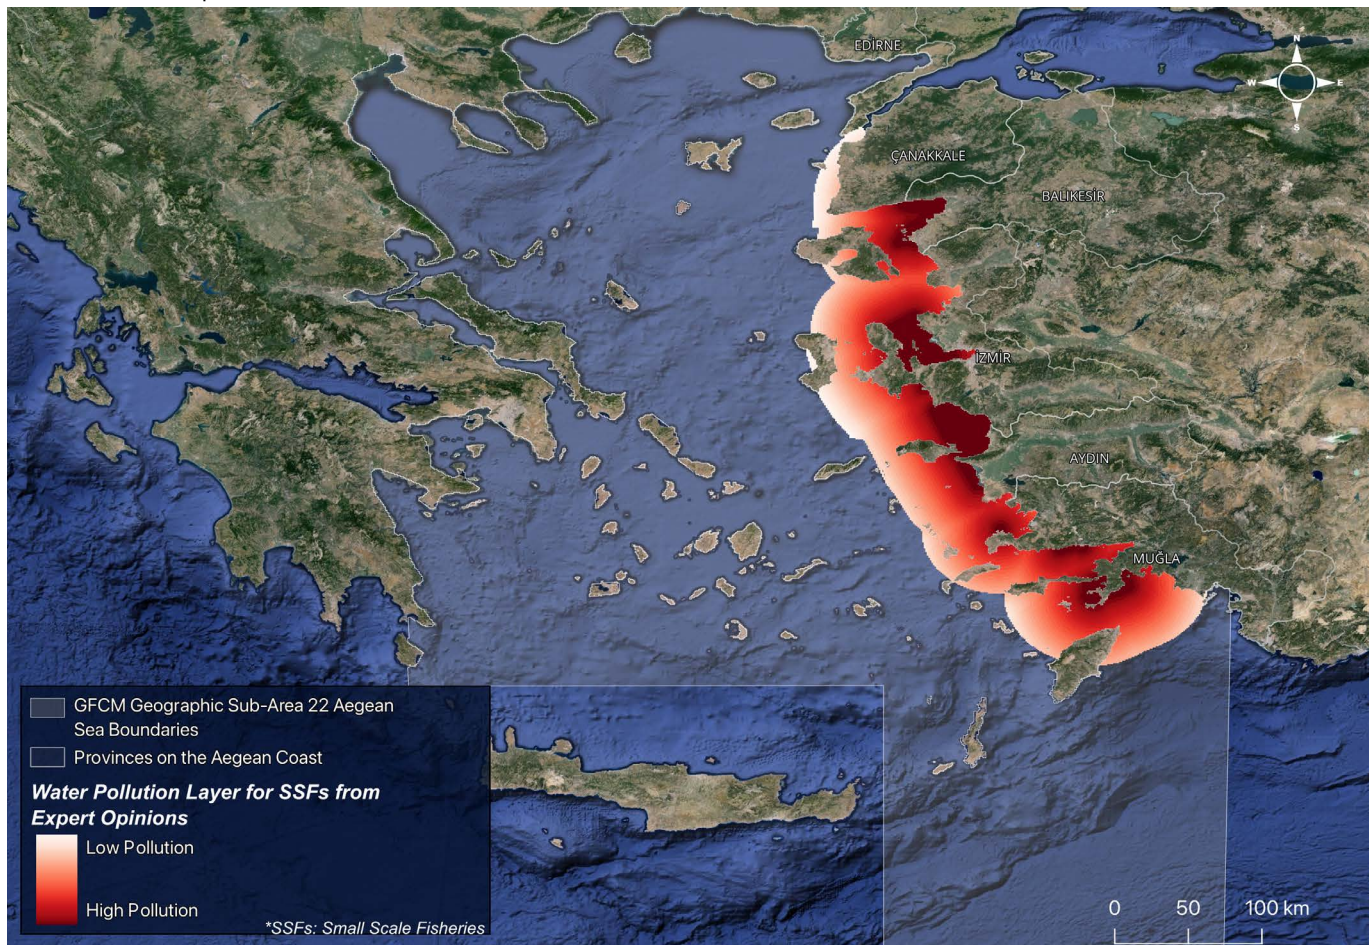 EDİRNE
N
W
E
S
ÇANAKKALE
BALIKESİR
İZMİR
AYDIN
MUĞLA
GFCM Geographic Sub-Area 22 Aegean
Sea Boundaries
Provinces on the Aegean Coast
Water Pollution Layer for SSFs from
Expert Opinions
Low Pollution
High Pollution
*SSFs: Small Scale Fisheries
0 50 100 km